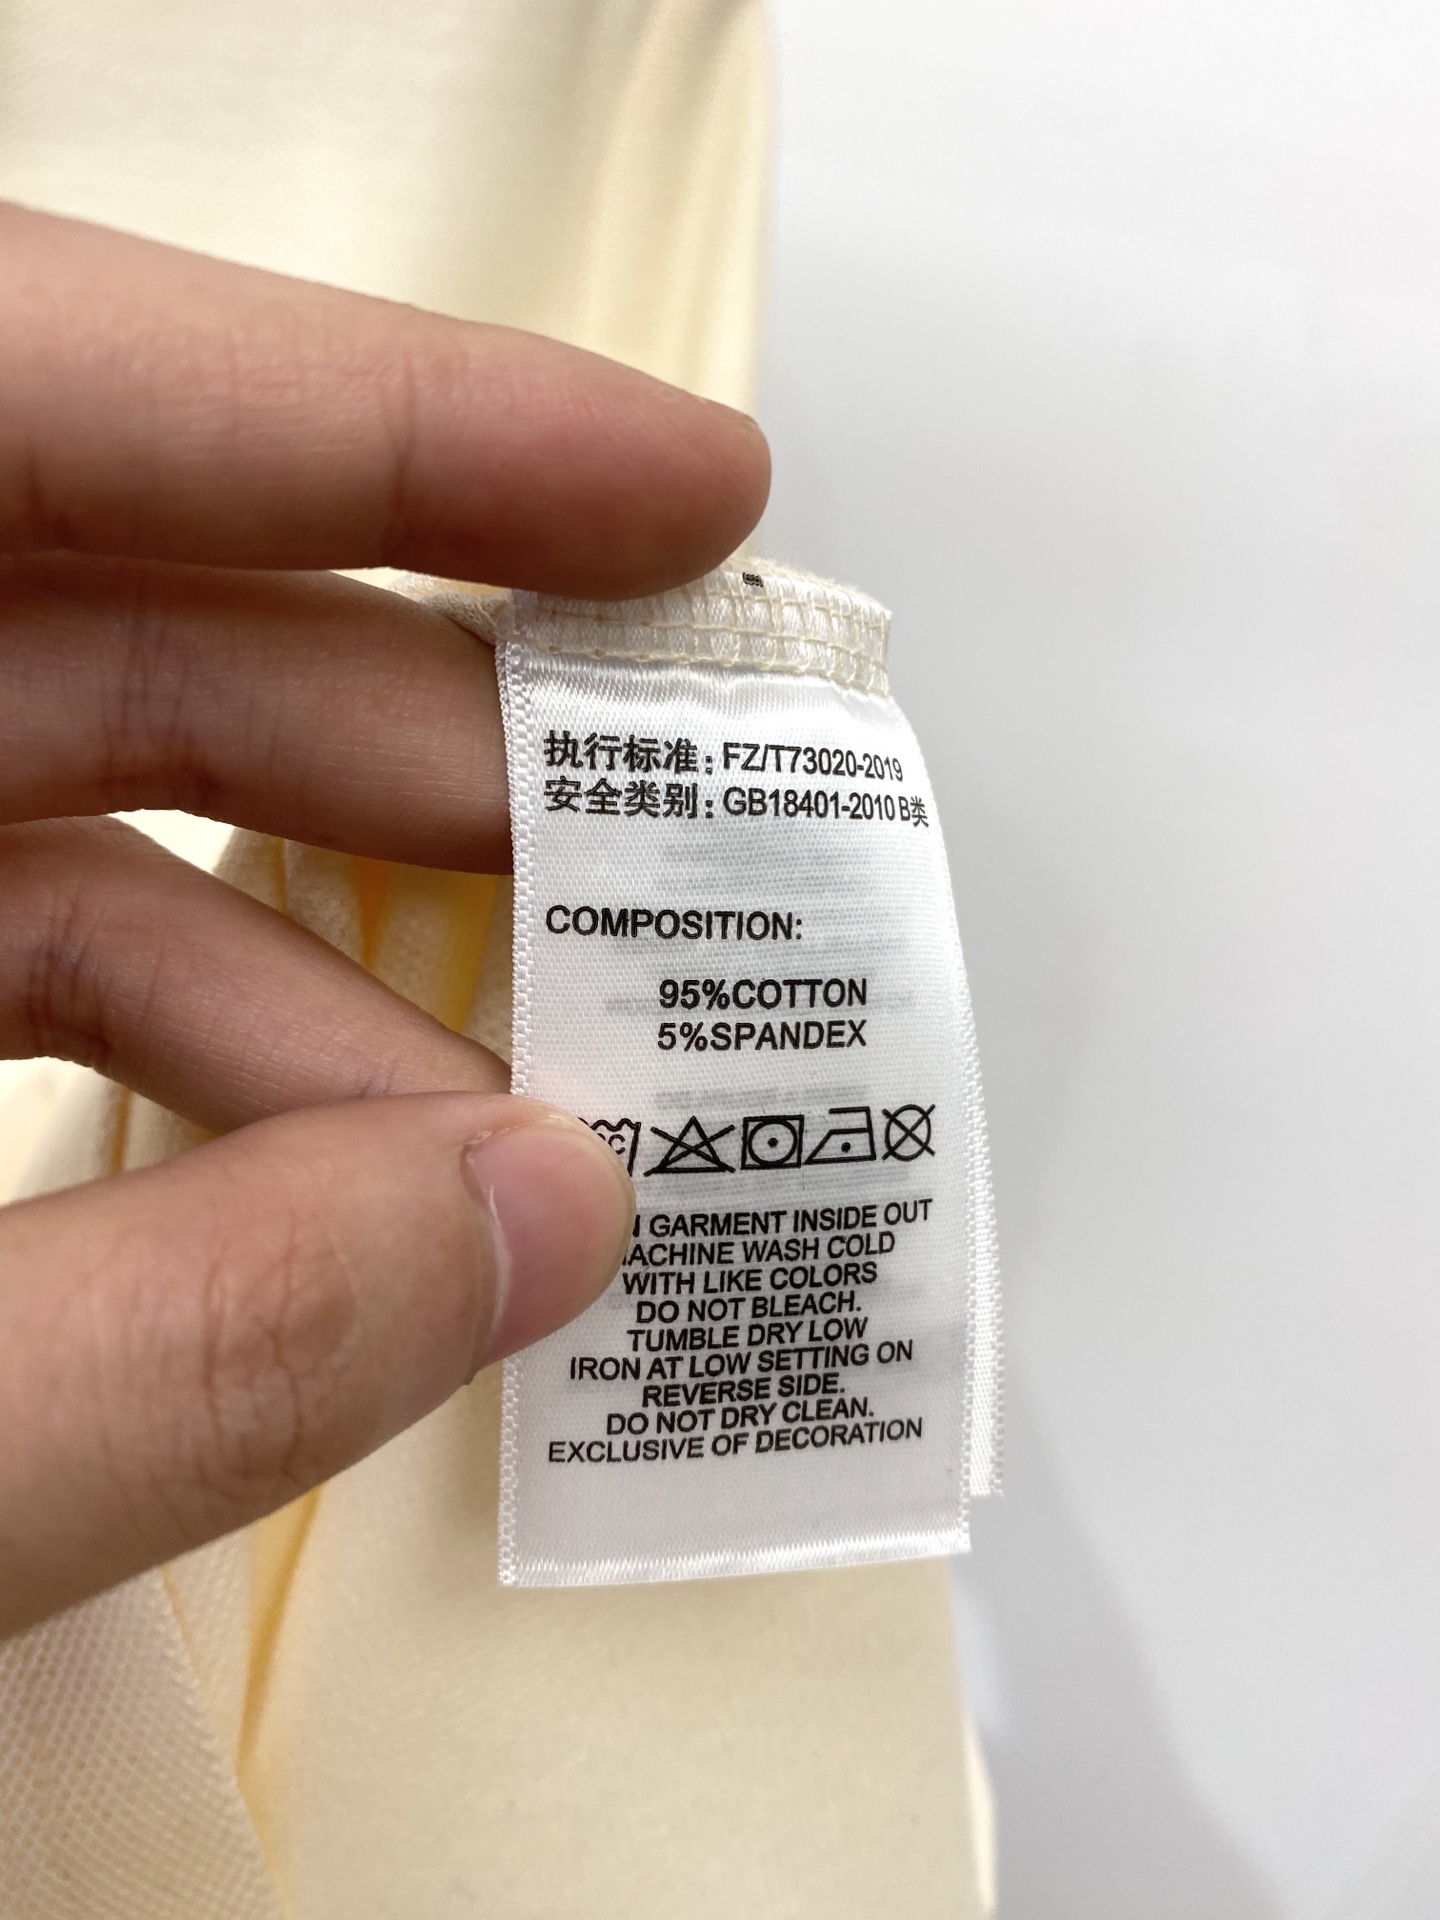 执行标准: FZ/T73020-2019
安全类别: GB18401-2010 B类
COMPOSITION:
95%COTTON
5%SPANDEX
GARMENT INSIDE OUT
MACHINE WASH COLD
WITH LIKE COLORS
DO NOT BLEACH.
TUMBLE DRY LOW
IRON AT LOW SETTING ON
REVERSE SIDE.
DO NOT DRY CLEAN.
EXCLUSIVE OF DECORATION